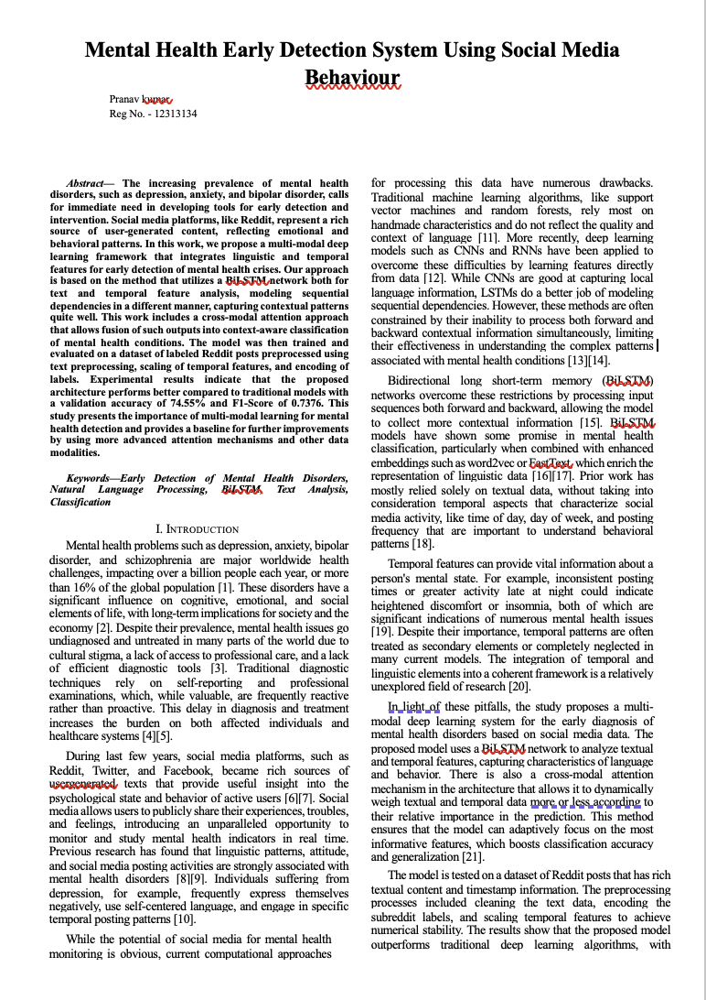 Mental Health Early Detection System Using Social Media
Behaviour
Pranav kumar
Reg No. - 12313134
Abstract— The increasing prevalence of mental health
disorders, such as depression, anxiety, and bipolar disorder, calls
for immediate need in developing tools for early detection and
intervention. Social media platforms, like Reddit, represent a rich
source of user-generated content, reflecting emotional and
behavioral patterns. In this work, we propose a multi-modal deep
learning framework that integrates linguistic and temporal
features for early detection of mental health crises. Our approach
is based on the method that utilizes a BiLSTM network both for
text and temporal feature analysis, modeling sequential
dependencies in a different manner, capturing contextual patterns
quite well. This work includes a cross-modal attention approach
that allows fusion of such outputs into context-aware classification
of mental health conditions. The model was then trained and
evaluated on a dataset of labeled Reddit posts preprocessed using
text preprocessing, scaling of temporal features, and encoding of
labels. Experimental results indicate that the proposed
architecture performs better compared to traditional models with
a validation accuracy of 74.55% and F1-Score of 0.7376. This
study presents the importance of multi-modal learning for mental
health detection and provides a baseline for further improvements
by using more advanced attention mechanisms and other data
modalities.
Keywords—Early Detection of Mental Health Disorders,
Natural Language Processing, BiLSTM, Text Analysis,
Classification
I. INTRODUCTION
Mental health problems such as depression, anxiety, bipolar
disorder, and schizophrenia are major worldwide health
challenges, impacting over a billion people each year, or more
than 16% of the global population [1]. These disorders have a
significant influence on cognitive, emotional, and social
elements of life, with long-term implications for society and the
economy [2]. Despite their prevalence, mental health issues go
undiagnosed and untreated in many parts of the world due to
cultural stigma, a lack of access to professional care, and a lack
of efficient diagnostic tools [3]. Traditional diagnostic
techniques rely on self-reporting and professional
examinations, which, while valuable, are frequently reactive
rather than proactive. This delay in diagnosis and treatment
increases the burden on both affected individuals and
healthcare systems [4][5].
During last few years, social media platforms, such as
Reddit, Twitter, and Facebook, became rich sources of
usergenerated texts that provide useful insight into the
psychological state and behavior of active users [6][7]. Social
media allows users to publicly share their experiences, troubles,
and feelings, introducing an unparalleled opportunity to
monitor and study mental health indicators in real time.
Previous research has found that linguistic patterns, attitude,
and social media posting activities are strongly associated with
mental health disorders [8][9]. Individuals suffering from
depression, for example, frequently express themselves
negatively, use self-centered language, and engage in specific
temporal posting patterns [10].
While the potential of social media for mental health
monitoring is obvious, current computational approaches
for processing this data have numerous drawbacks.
Traditional machine learning algorithms, like support
vector machines and random forests, rely most on
handmade characteristics and do not reflect the quality and
context of language [11]. More recently, deep learning
models such as CNNs and RNNs have been applied to
overcome these difficulties by learning features directly
from data [12]. While CNNs are good at capturing local
language information, LSTMs do a better job of modeling
sequential dependencies. However, these methods are often
constrained by their inability to process both forward and
backward contextual information simultaneously, limiting
their effectiveness in understanding the complex patterns
associated with mental health conditions [13][14].
Bidirectional long short-term memory (BiLSTM)
networks overcome these restrictions by processing input
sequences both forward and backward, allowing the model
to collect more contextual information [15]. BiLSTM
models have shown some promise in mental health
classification, particularly when combined with enhanced
embeddings such as word2vec or FastText, which enrich the
representation of linguistic data [16][17]. Prior work has
mostly relied solely on textual data, without taking into
consideration temporal aspects that characterize social
media activity, like time of day, day of week, and posting
frequency that are important to understand behavioral
patterns [18].
Temporal features can provide vital information about a
person's mental state. For example, inconsistent posting
times or greater activity late at night could indicate
heightened discomfort or insomnia, both of which are
significant indications of numerous mental health issues
[19]. Despite their importance, temporal patterns are often
treated as secondary elements or completely neglected in
many current models. The integration of temporal and
linguistic elements into a coherent framework is a relatively
unexplored field of research [20].
In light of these pitfalls, the study proposes a multi-
modal deep learning system for the early diagnosis of
mental health disorders based on social media data. The
proposed model uses a BiLSTM network to analyze textual
and temporal features, capturing characteristics of language
and behavior. There is also a cross-modal attention
mechanism in the architecture that allows it to dynamically
weigh textual and temporal data more or less according to
their relative importance in the prediction. This method
ensures that the model can adaptively focus on the most
informative features, which boosts classification accuracy
and generalization [21].
The model is tested on a dataset of Reddit posts that has rich
textual content and timestamp information. The preprocessing
processes included cleaning the text data, encoding the
subreddit labels, and scaling temporal features to achieve
numerical stability. The results show that the proposed model
outperforms traditional deep learning algorithms, with